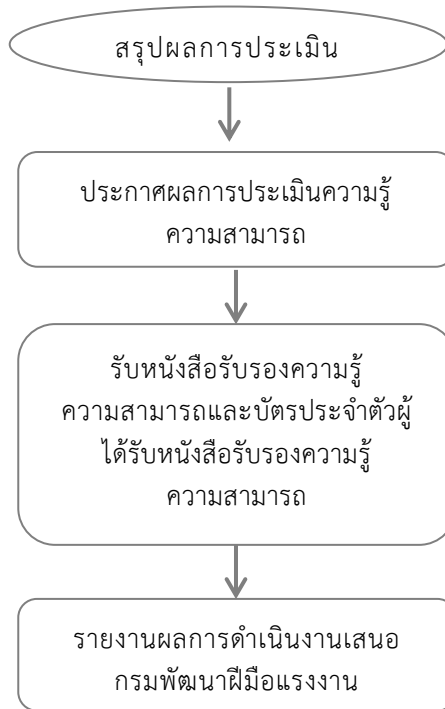 สรุปผลการประเมิน
ประกาศผลการประเมินความรู้
ความสามารถ
รับหนังสือรับรองความรู้
ความสามารถและบัตรประจำตัวผู้
ได้รับหนังสือรับรองความรู้
ความสามารถ
รายงานผลการดำเนินงานเสนอ
กรมพัฒนาฝีมือแรงงาน